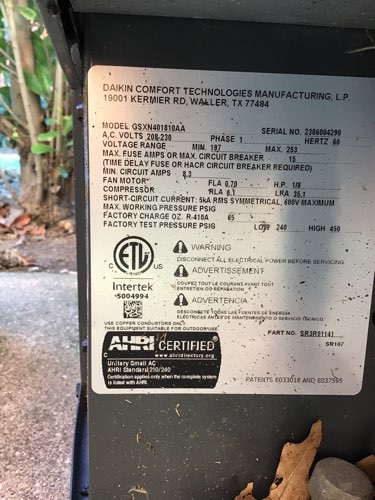 DAIKIN COMFORT TECHNOLOGIES MANUFACTURING, L.P.
19001 KERMIER RD, WALLER, TX 77484
MODEL GSXN401810AA SERIAL NO. 2306004290
A.C. VOLTS 208-230 PHASE 1 HERTZ 60
VOLTAGE RANGE MIN. 197 MAX. 253
MAX. FUSE AMPS OR MAX. CIRCUIT BREAKER 15
(TIME DELAY FUSE OR HACR CIRCUIT BREAKER REQUIRED)
MIN. CIRCUIT AMPS 8.3
FAN MOTOR FLA 0.70 HP. 1/8
COMPRESSOR RLA 6.1 LRA 35.1
SHORT-CIRCUIT CURRENT: 5kA RMS SYMMETRICAL, 600V MAXIMUM
MAX. WORKING PRESSURE PSIG
FACTORY CHARGE OZ. R-410A 65
FACTORY TEST PRESSURE PSIG LOW 240 HIGH 450
ETL
C US
Intertek
5004994
WARNING
DISCONNECT ALL ELECTRICAL POWER BEFORE SERVICING.
ADVERTISSEMENT
COUPEZ TOUT LE COURANT AVANT TOUT
ENTRETIEN OD RÉPARATION
ADVERTENCIA
DESCONECTE TODAS LAS FUENTES DE ENERGÍA
ELÉCTRICAS ANTES DE MANTENIMIENTO
USE COPPER CONDUCTORS ONLY
THIS EQUIPMENT SUITABLE FOR OUTDOOR USE
PART NO. SR3R01141
SR107
C AHRI CERTIFIED
www.ahridirectory.org
Unitary Small AC
AHRI Standard 210/240
Certification applies only when the complete system
is listed with AHRI.
PATENTS 6033018 AND 6037595